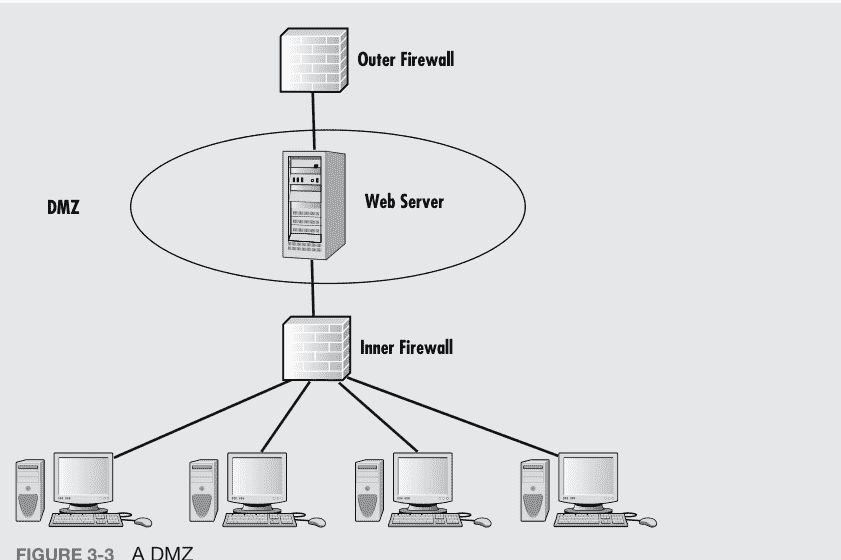 Outer Firewall
DMZ
Web Server
Inner Firewall
FIGURE 3-3 A DMZ